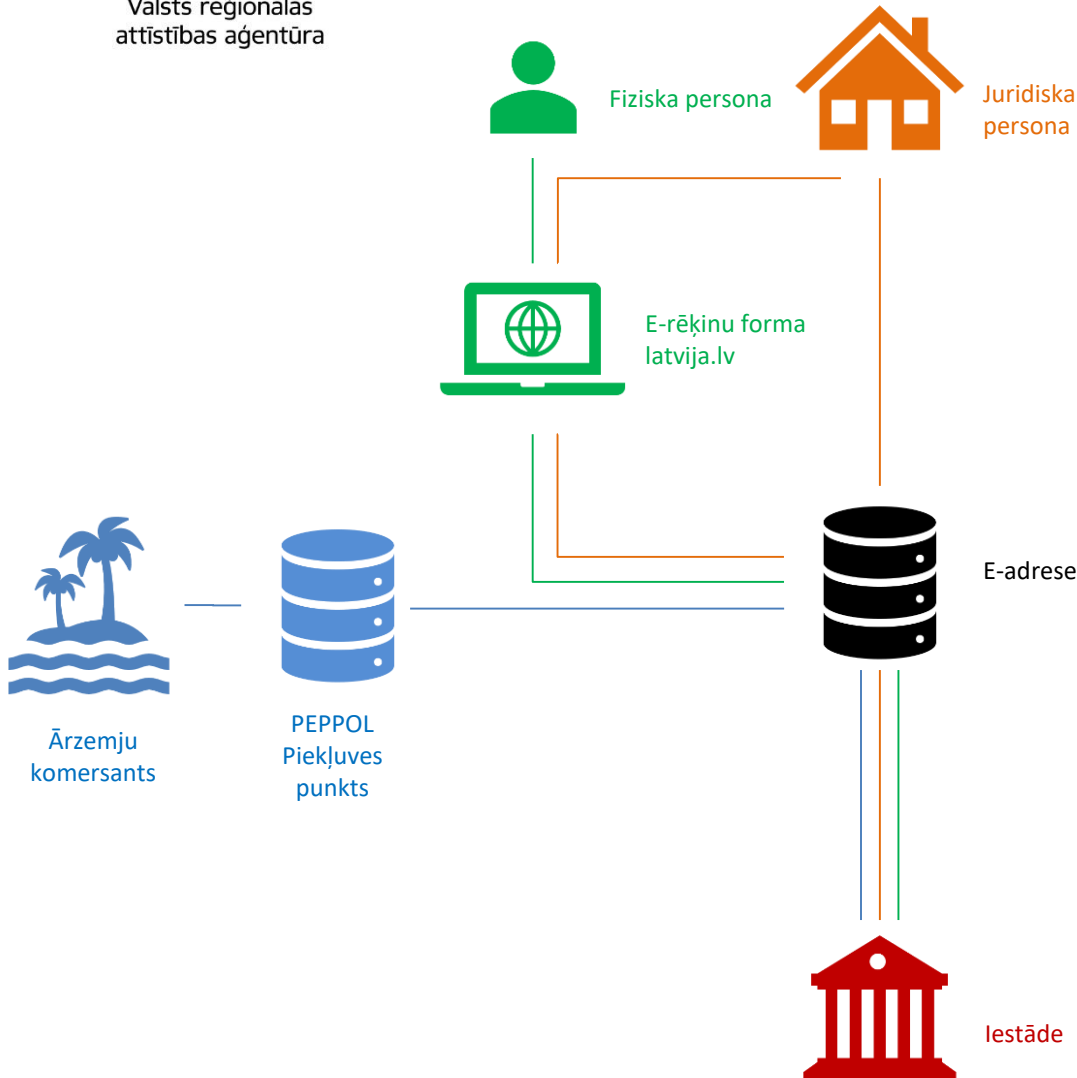 Valsts reģionālās
attīstības aģentūra
Fiziska persona
Juridiska
persona
E-rēķinu forma
latvija.lv
E-adrese
Ārzemju
komersants
PEPPOL
Piekļuves
punkts
Iestāde